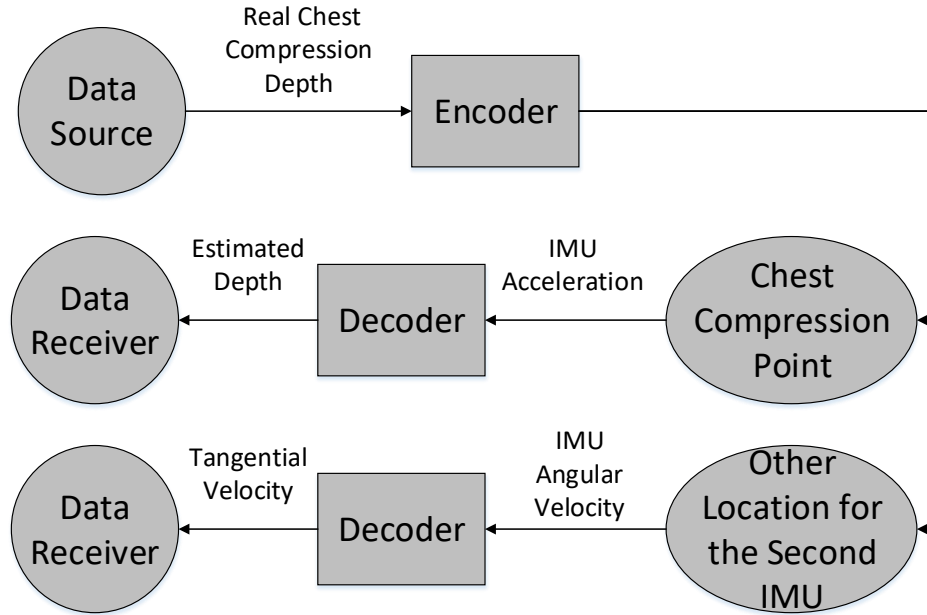 Real Chest
Compression
Depth
Data
Source
Encoder
Estimated
Depth
IMU
Acceleration
Data
Receiver
Decoder
Chest
Compression
Point
Tangential
Velocity
IMU
Angular
Velocity
Data
Receiver
Decoder
Other
Location for
the Second
IMU